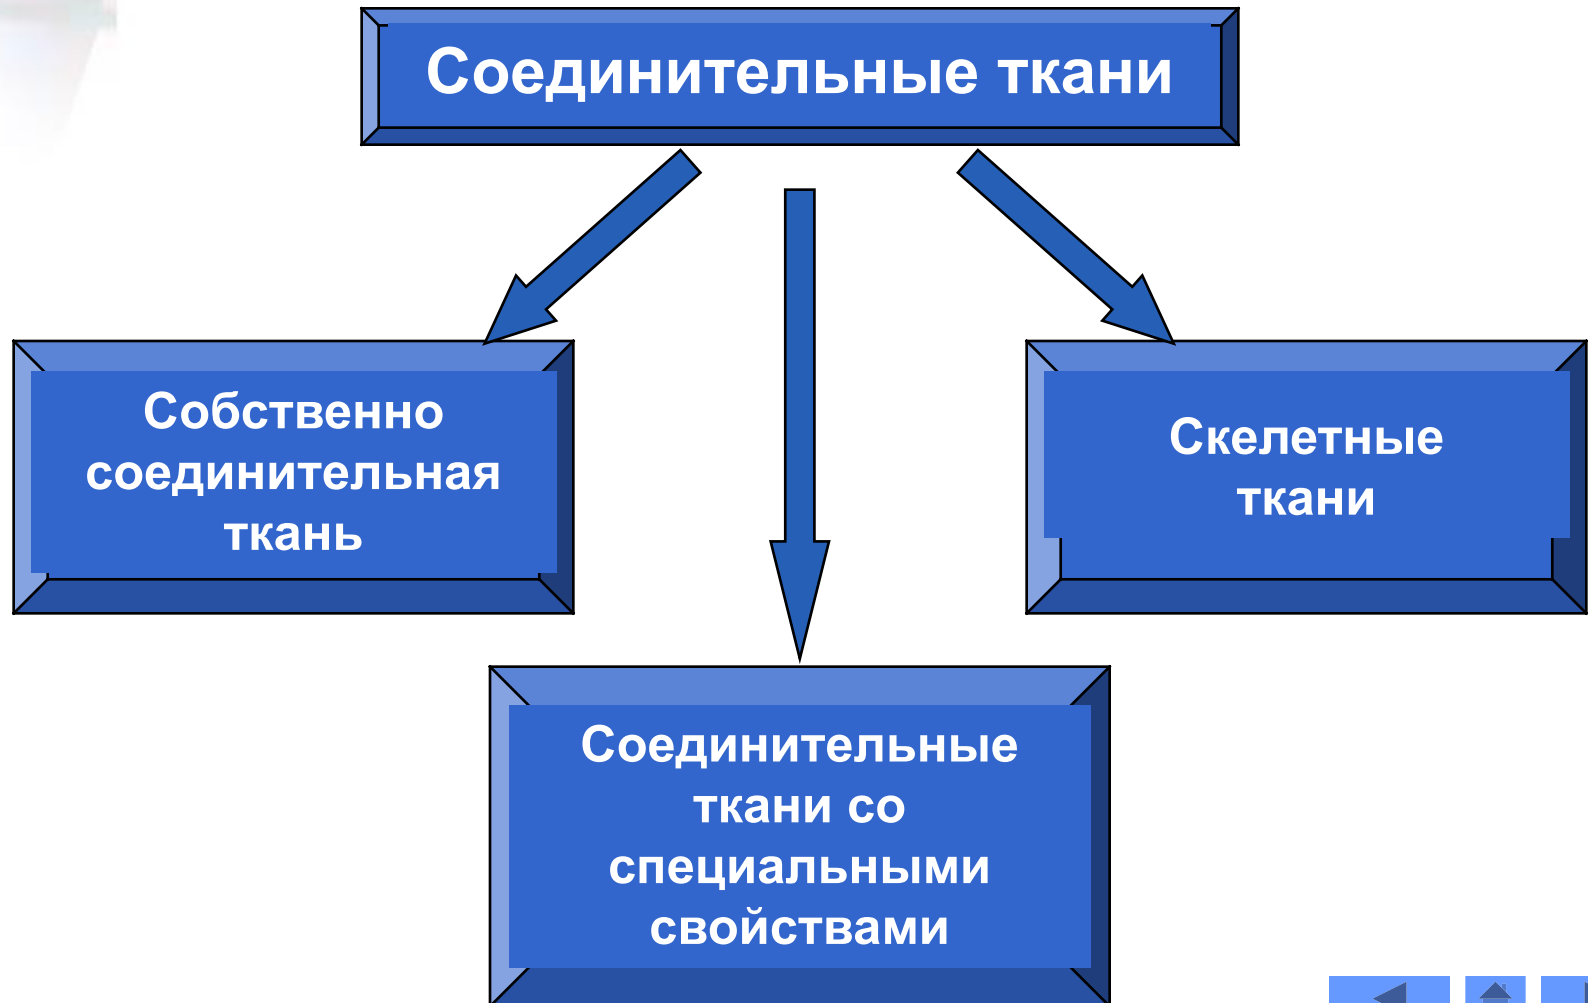 Соединительные ткани
Собственно
соединительная
ткань
Скелетные
ткани
Соединительные
ткани со
специальными
свойствами